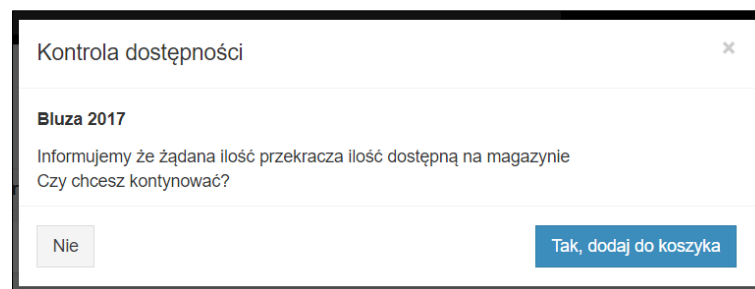 Kontrola dostępności
×
Bluza 2017
Informujemy że żądana ilość przekracza ilość dostępną na magazynie
Czy chcesz kontynować?
Nie
Tak, dodaj do koszyka